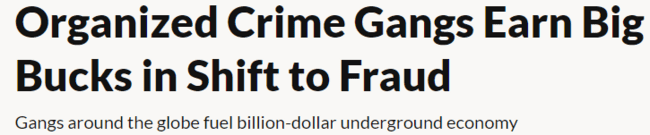 Organized Crime Gangs Earn Big
Bucks in Shift to Fraud
Gangs around the globe fuel billion-dollar underground economy